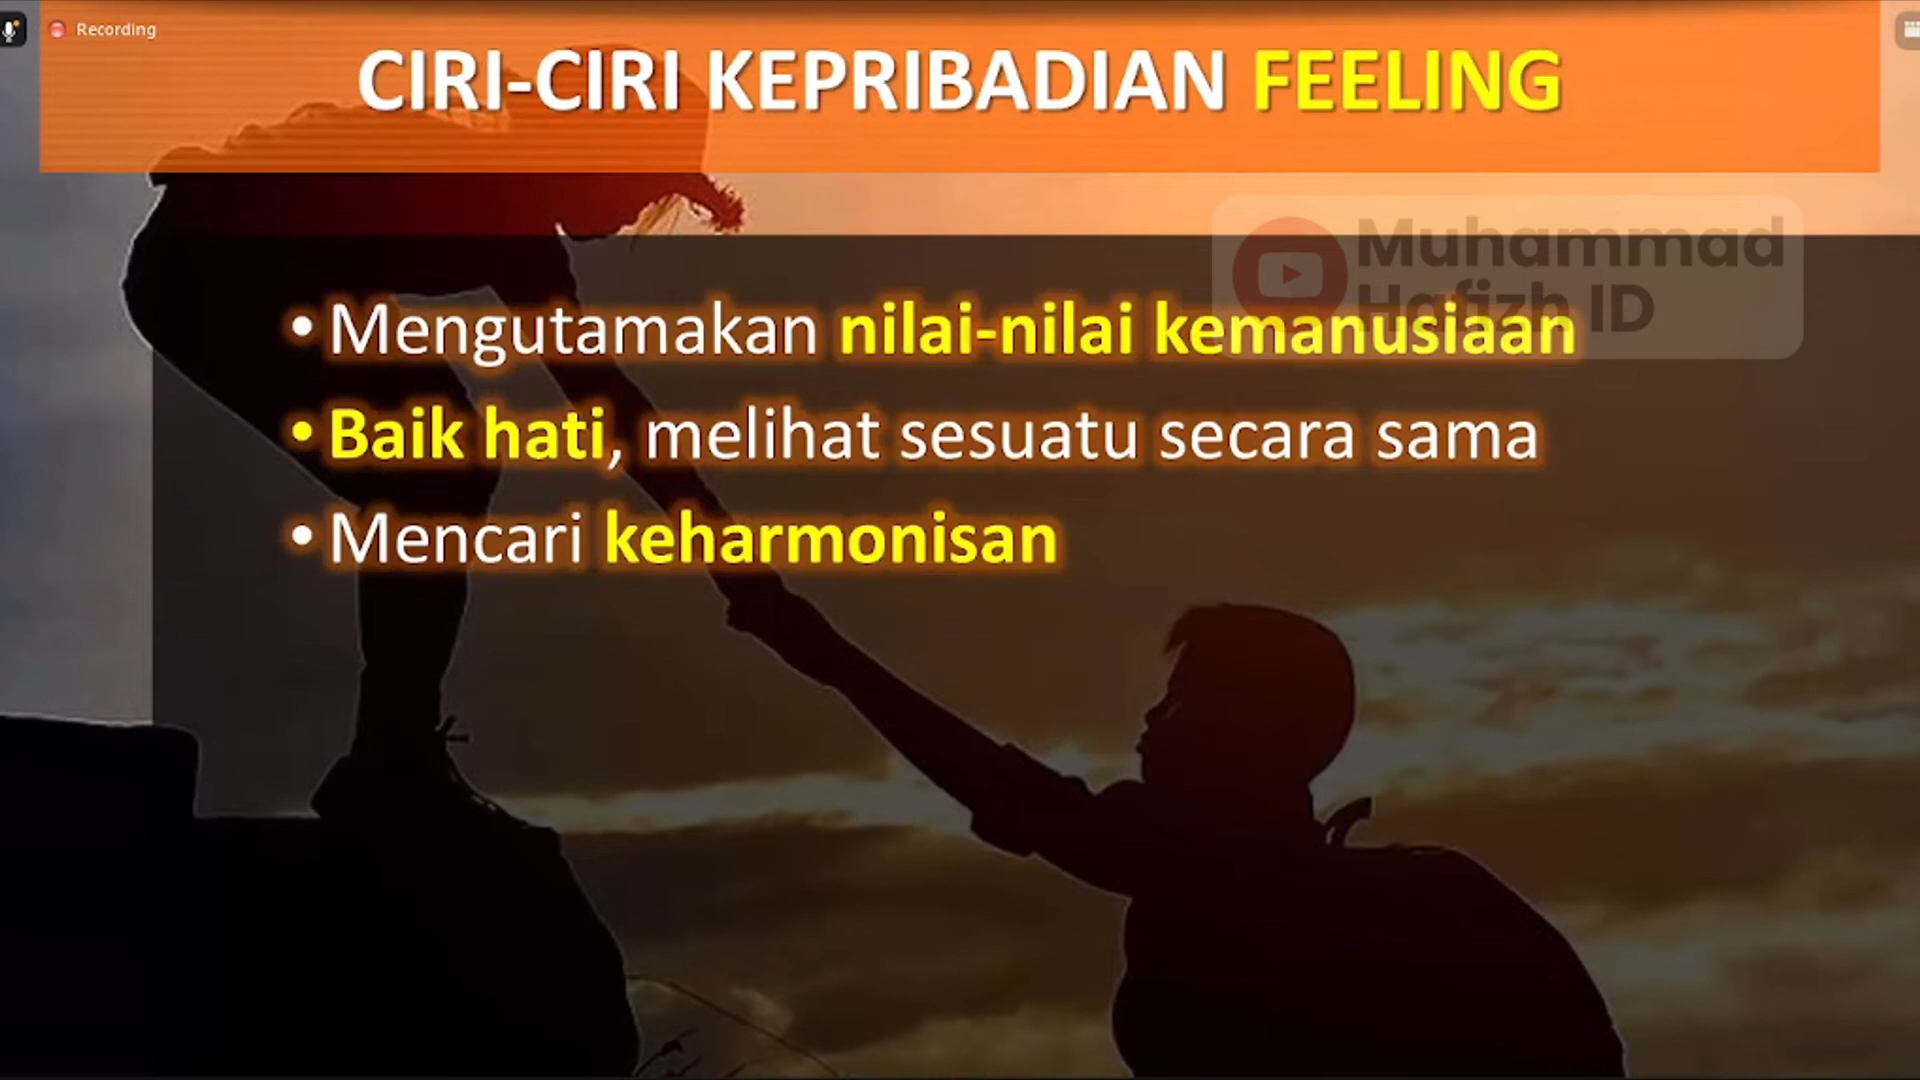 Recording
CIRI-CIRI KEPRIBADIAN FEELING
Muhammad
Hafizh ID
• Mengutamakan nilai-nilai kemanusiaan
• Baik hati, melihat sesuatu secara sama
• Mencari keharmonisan